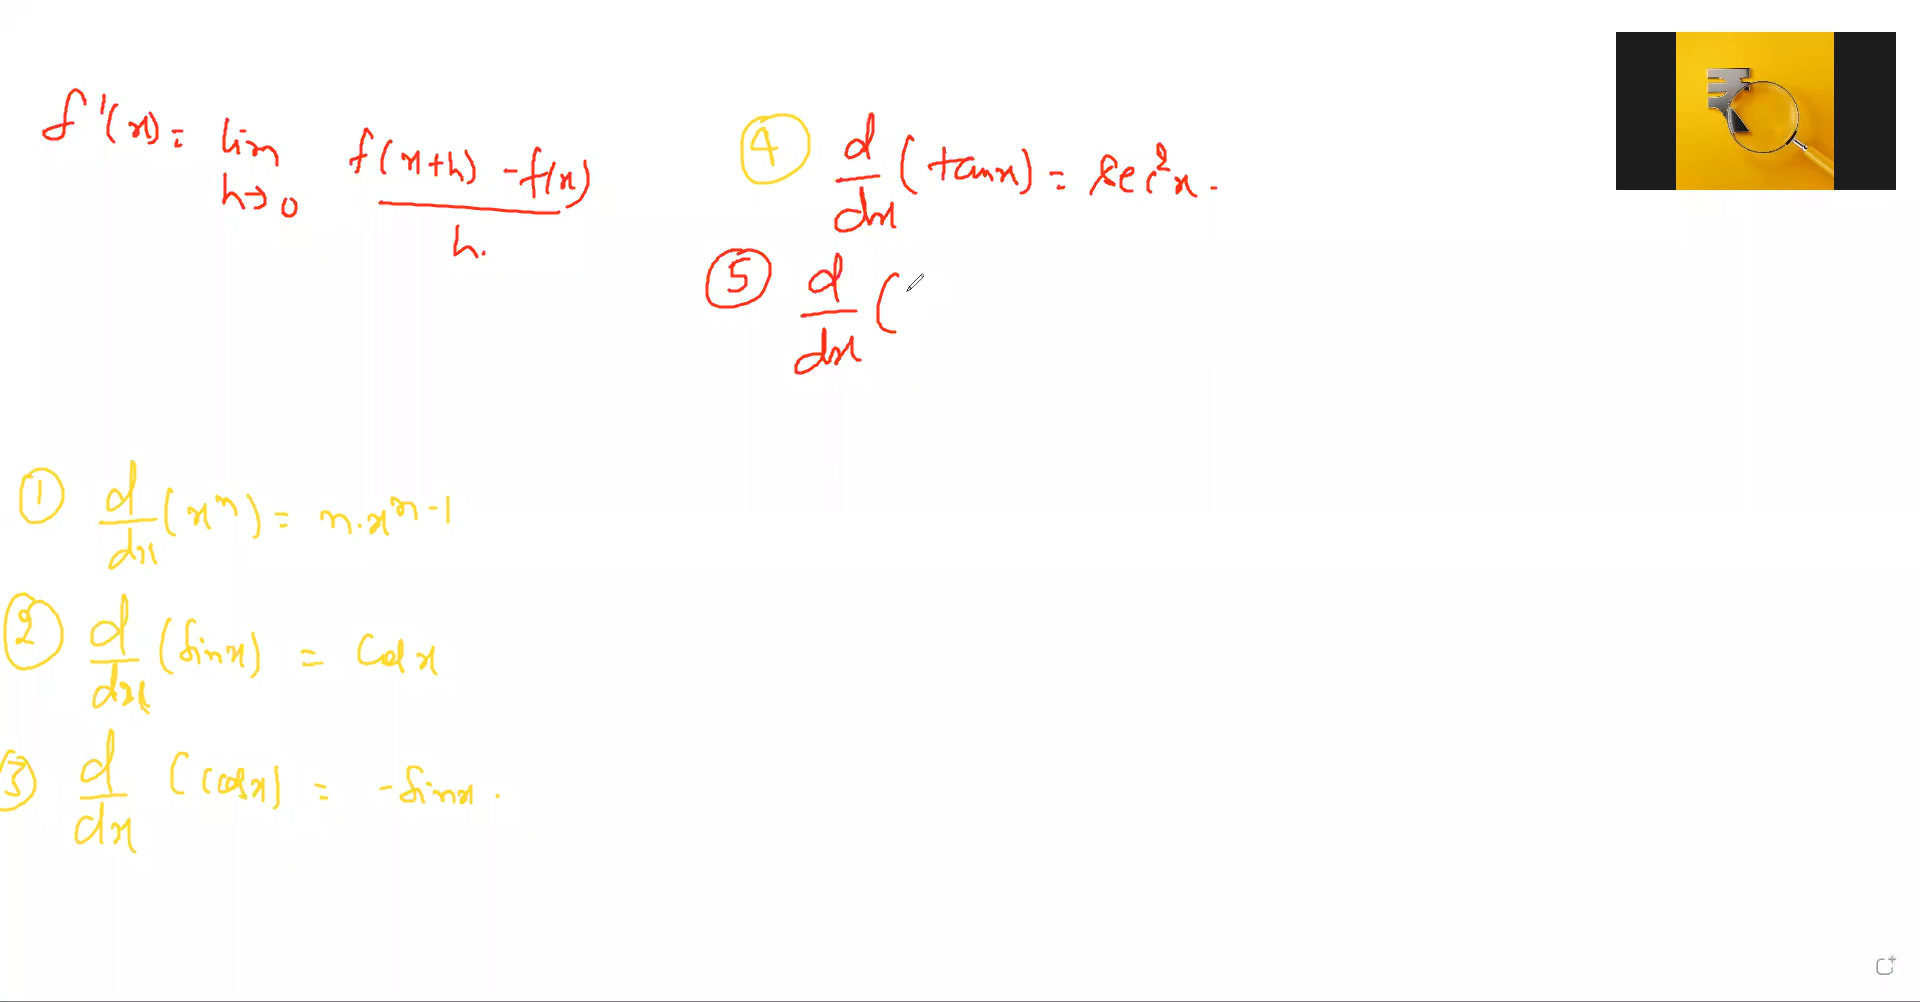 f'(x) = lim h→0 f(x+h) - f(x) / h.
① d/dx (xⁿ) = n·xⁿ⁻¹
② d/dx (sinx) = cos x
③ d/dx (cosx) = -sinx.
④ d/dx (tanx) = sec²x.
⑤ d/dx (